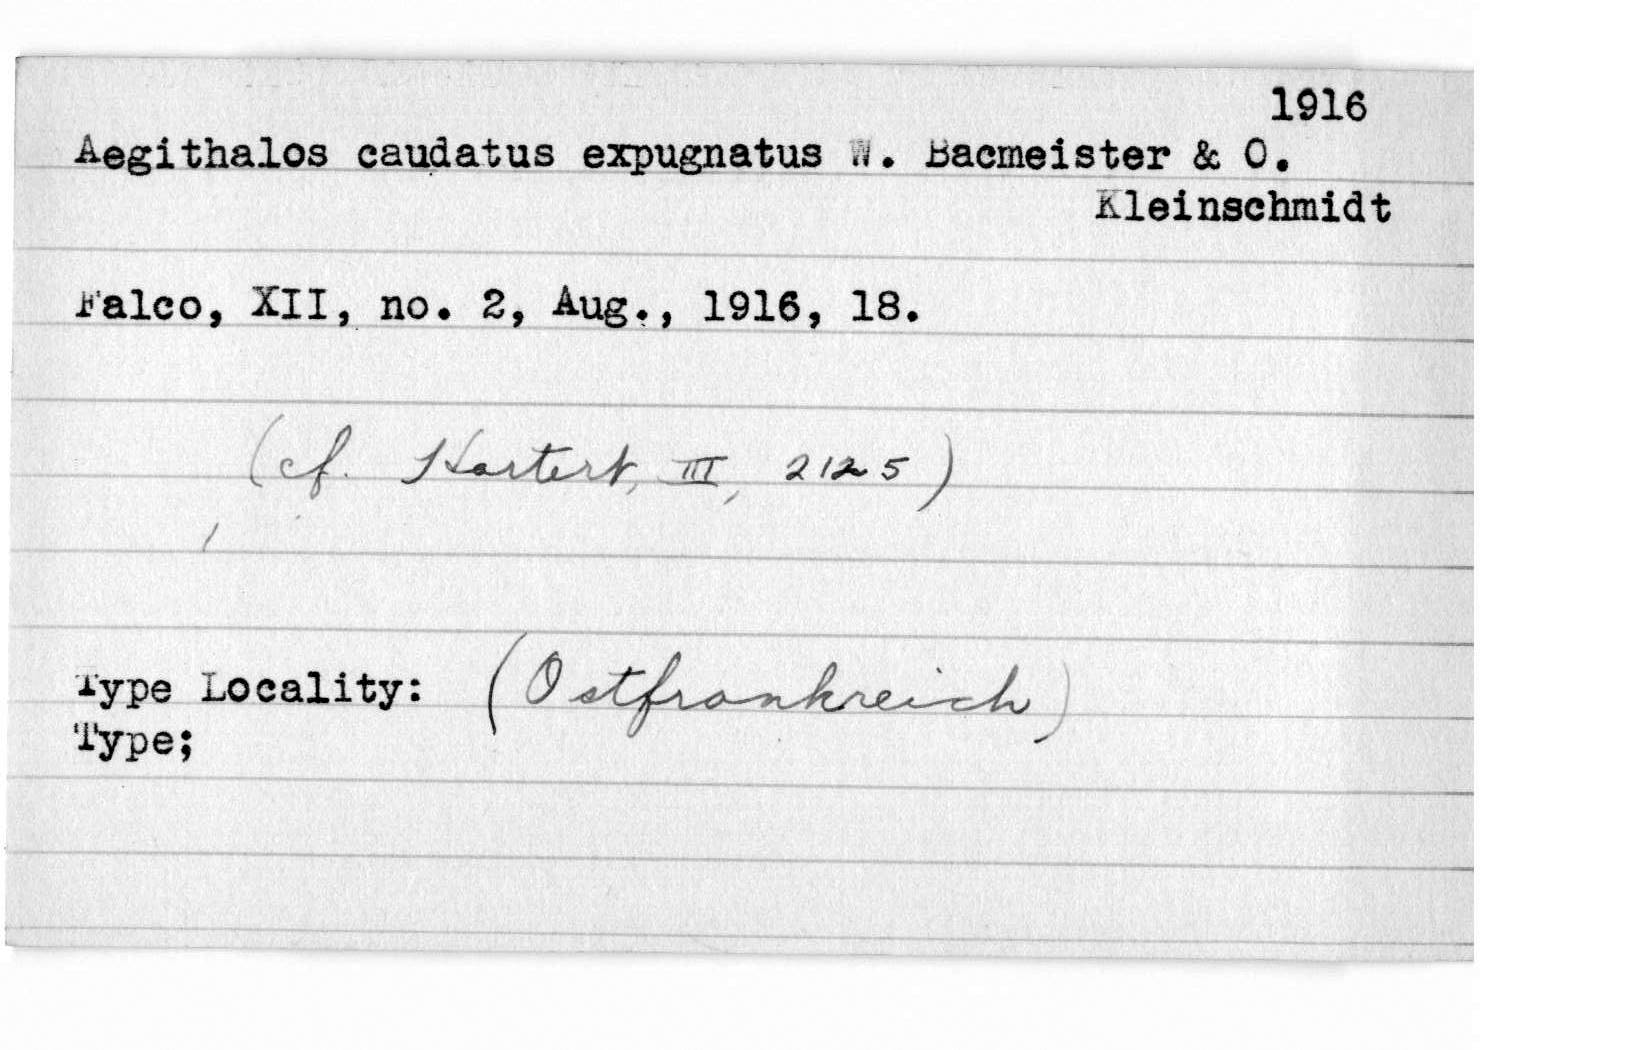 1916
Aegithalos caudatus expugnatus W. Bacmeister & O.
Kleinschmidt
Falco, XII, no. 2, Aug., 1916, 18.
(cf. Hartert, III, 2125)
Type Locality: (Ostfrankreich)
Type;